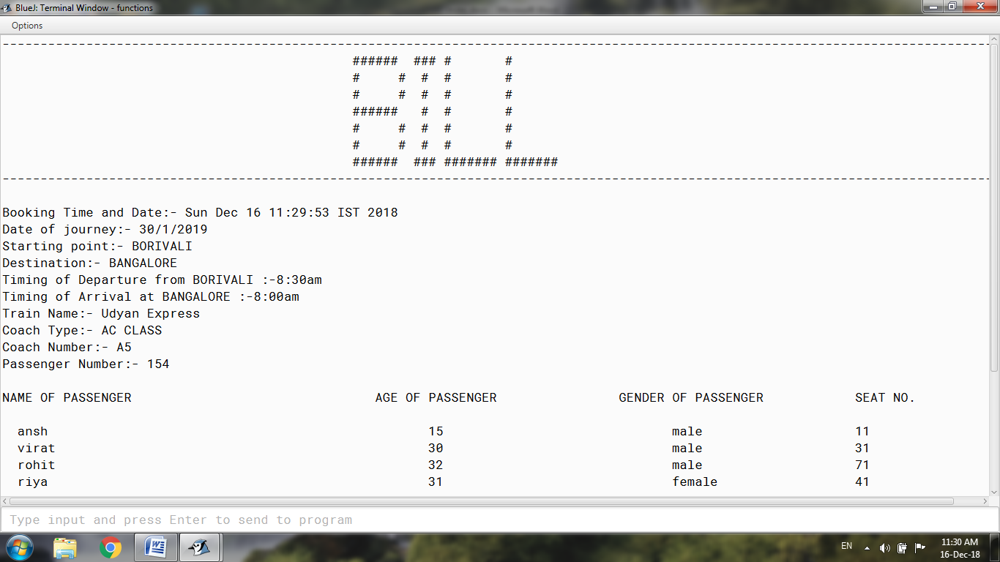 BlueJ: Terminal Window - functions
Options
--------------------------------------------------------------------------------------------------------------------------------------
######  ### #       #
#     #  #  #       #
#     #  #  #       #
######   #  #       #
#     #  #  #       #
#     #  #  #       #
######  ### ####### #######
--------------------------------------------------------------------------------------------------------------------------------------
Booking Time and Date:- Sun Dec 16 11:29:53 IST 2018
Date of journey:- 30/1/2019
Starting point:- BORIVALI
Destination:- BANGALORE
Timing of Departure from BORIVALI :-8:30am
Timing of Arrival at BANGALORE :-8:00am
Train Name:- Udyan Express
Coach Type:- AC CLASS
Coach Number:- A5
Passenger Number:- 154
NAME OF PASSENGER AGE OF PASSENGER GENDER OF PASSENGER SEAT NO.
ansh 15 male 11
virat 30 male 31
rohit 32 male 71
riya 31 female 41
Type input and press Enter to send to program
EN 11:30 AM
16-Dec-18